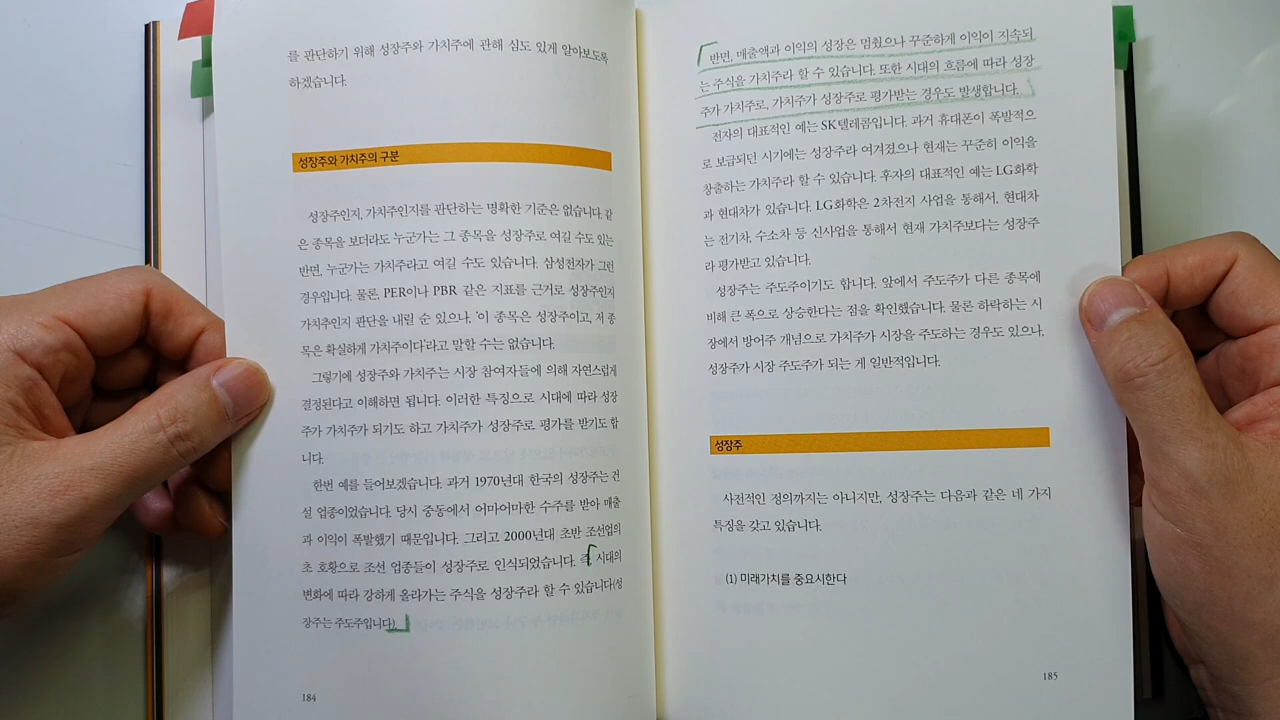 를 판단하기 위해 성장주와 가치주에 관해 심도 있게 알아보도록
하겠습니다.
성장주와 가치주의 구분
성장주인지, 가치주인지를 판단하는 명확한 기준은 없습니다. 같
은 종목을 보더라도 누군가는 그 종목을 성장주로 여길 수도 있는
반면, 누군가는 가치주라고 여길 수도 있습니다. 삼성전자가 그런
경우입니다. 물론, PER이나 PBR 같은 지표를 근거로 성장주인지
가치주인지 판단을 내릴 순 있으나, '이 종목은 성장주이고, 저 종
목은 확실하게 가치주이다'라고 말할 수는 없습니다.
그렇기에 성장주와 가치주는 시장 참여자들에 의해 자연스럽게
결정된다고 이해하면 됩니다. 이러한 특징으로 시대에 따라 성장
주가 가치주가 되기도 하고 가치주가 성장주로 평가를 받기도 합
니다.
한번 예를 들어보겠습니다. 과거 1970년대 한국의 성장주는 건
설 업종이었습니다. 당시 중동에서 어마어마한 수주를 받아 매출
과 이익이 폭발했기 때문입니다. 그리고 2000년대 초반 조선업의
초 호황으로 조선 업종들이 성장주로 인식되었습니다. 즉, 시대의
변화에 따라 강하게 올라가는 주식을 성장주라 할 수 있습니다(성
장주는 주도주입니다).
184
반면, 매출액과 이익의 성장은 멈췄으나 꾸준하게 이익이 지속되
는 주식을 가치주라 할 수 있습니다. 또한 시대의 흐름에 따라 성장
주가 가치주로, 가치주가 성장주로 평가받는 경우도 발생합니다.
전자의 대표적인 예는 SK텔레콤입니다. 과거 휴대폰이 폭발적으
로 보급되던 시기에는 성장주라 여겨졌으나 현재는 꾸준히 이익을
창출하는 가치주라 할 수 있습니다. 후자의 대표적인 예는 LG화학
과 현대차가 있습니다. LG화학은 2차전지 사업을 통해서, 현대차
는 전기차, 수소차 등 신사업을 통해서 현재 가치주보다는 성장주
라 평가받고 있습니다.
성장주는 주도주이기도 합니다. 앞에서 주도주가 다른 종목에
비해 큰 폭으로 상승한다는 점을 확인했습니다. 물론 하락하는 시
장에서 방어주 개념으로 가치주가 시장을 주도하는 경우도 있으나,
성장주가 시장 주도주가 되는 게 일반적입니다.
성장주
사전적인 정의까지는 아니지만, 성장주는 다음과 같은 네 가지
특징을 갖고 있습니다.
(1) 미래가치를 중요시한다
185